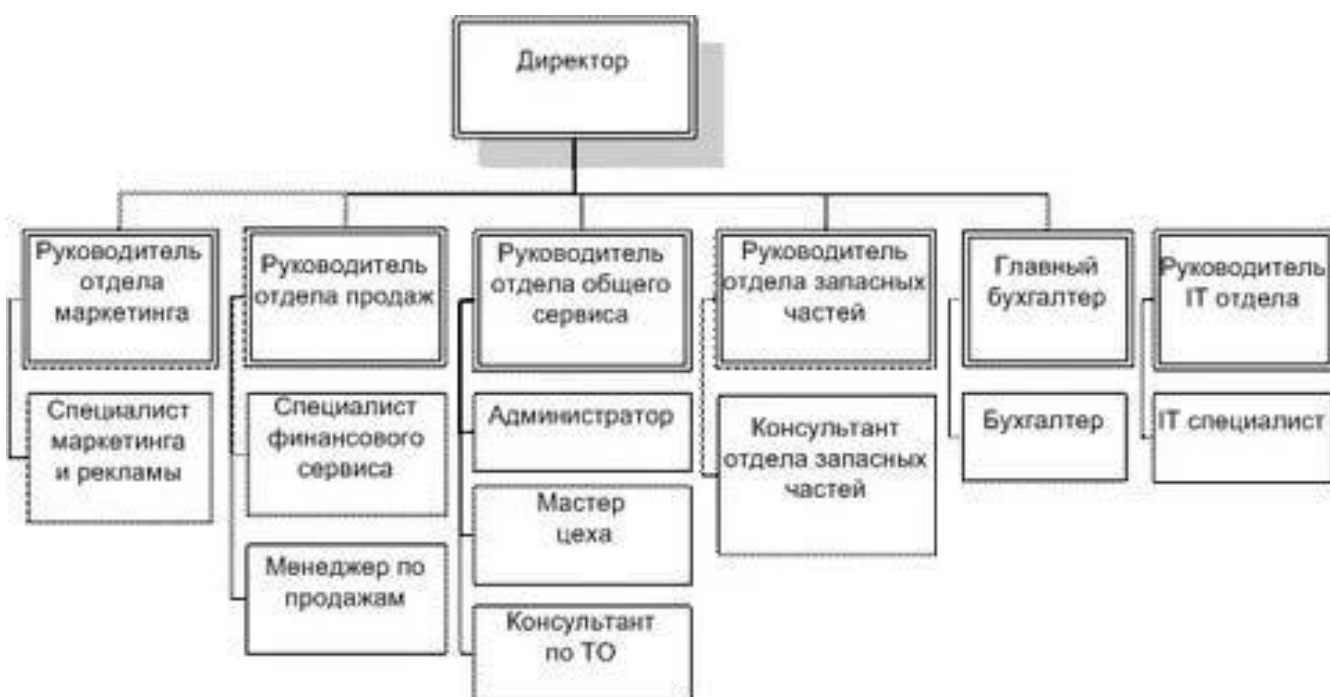 Директор
Руководитель
отдела
маркетинга
Руководитель
отдела продаж
Руководитель
отдела общего
сервиса
Руководитель
отдела запасных
частей
Главный
бухгалтер
Руководитель
IT отдела
Специалист
маркетинга
и рекламы
Специалист
финансового
сервиса
Менеджер по
продажам
Администратор
Мастер
цеха
Консультант
по ТО
Консультант
отдела запасных
частей
Бухгалтер
IT специалист